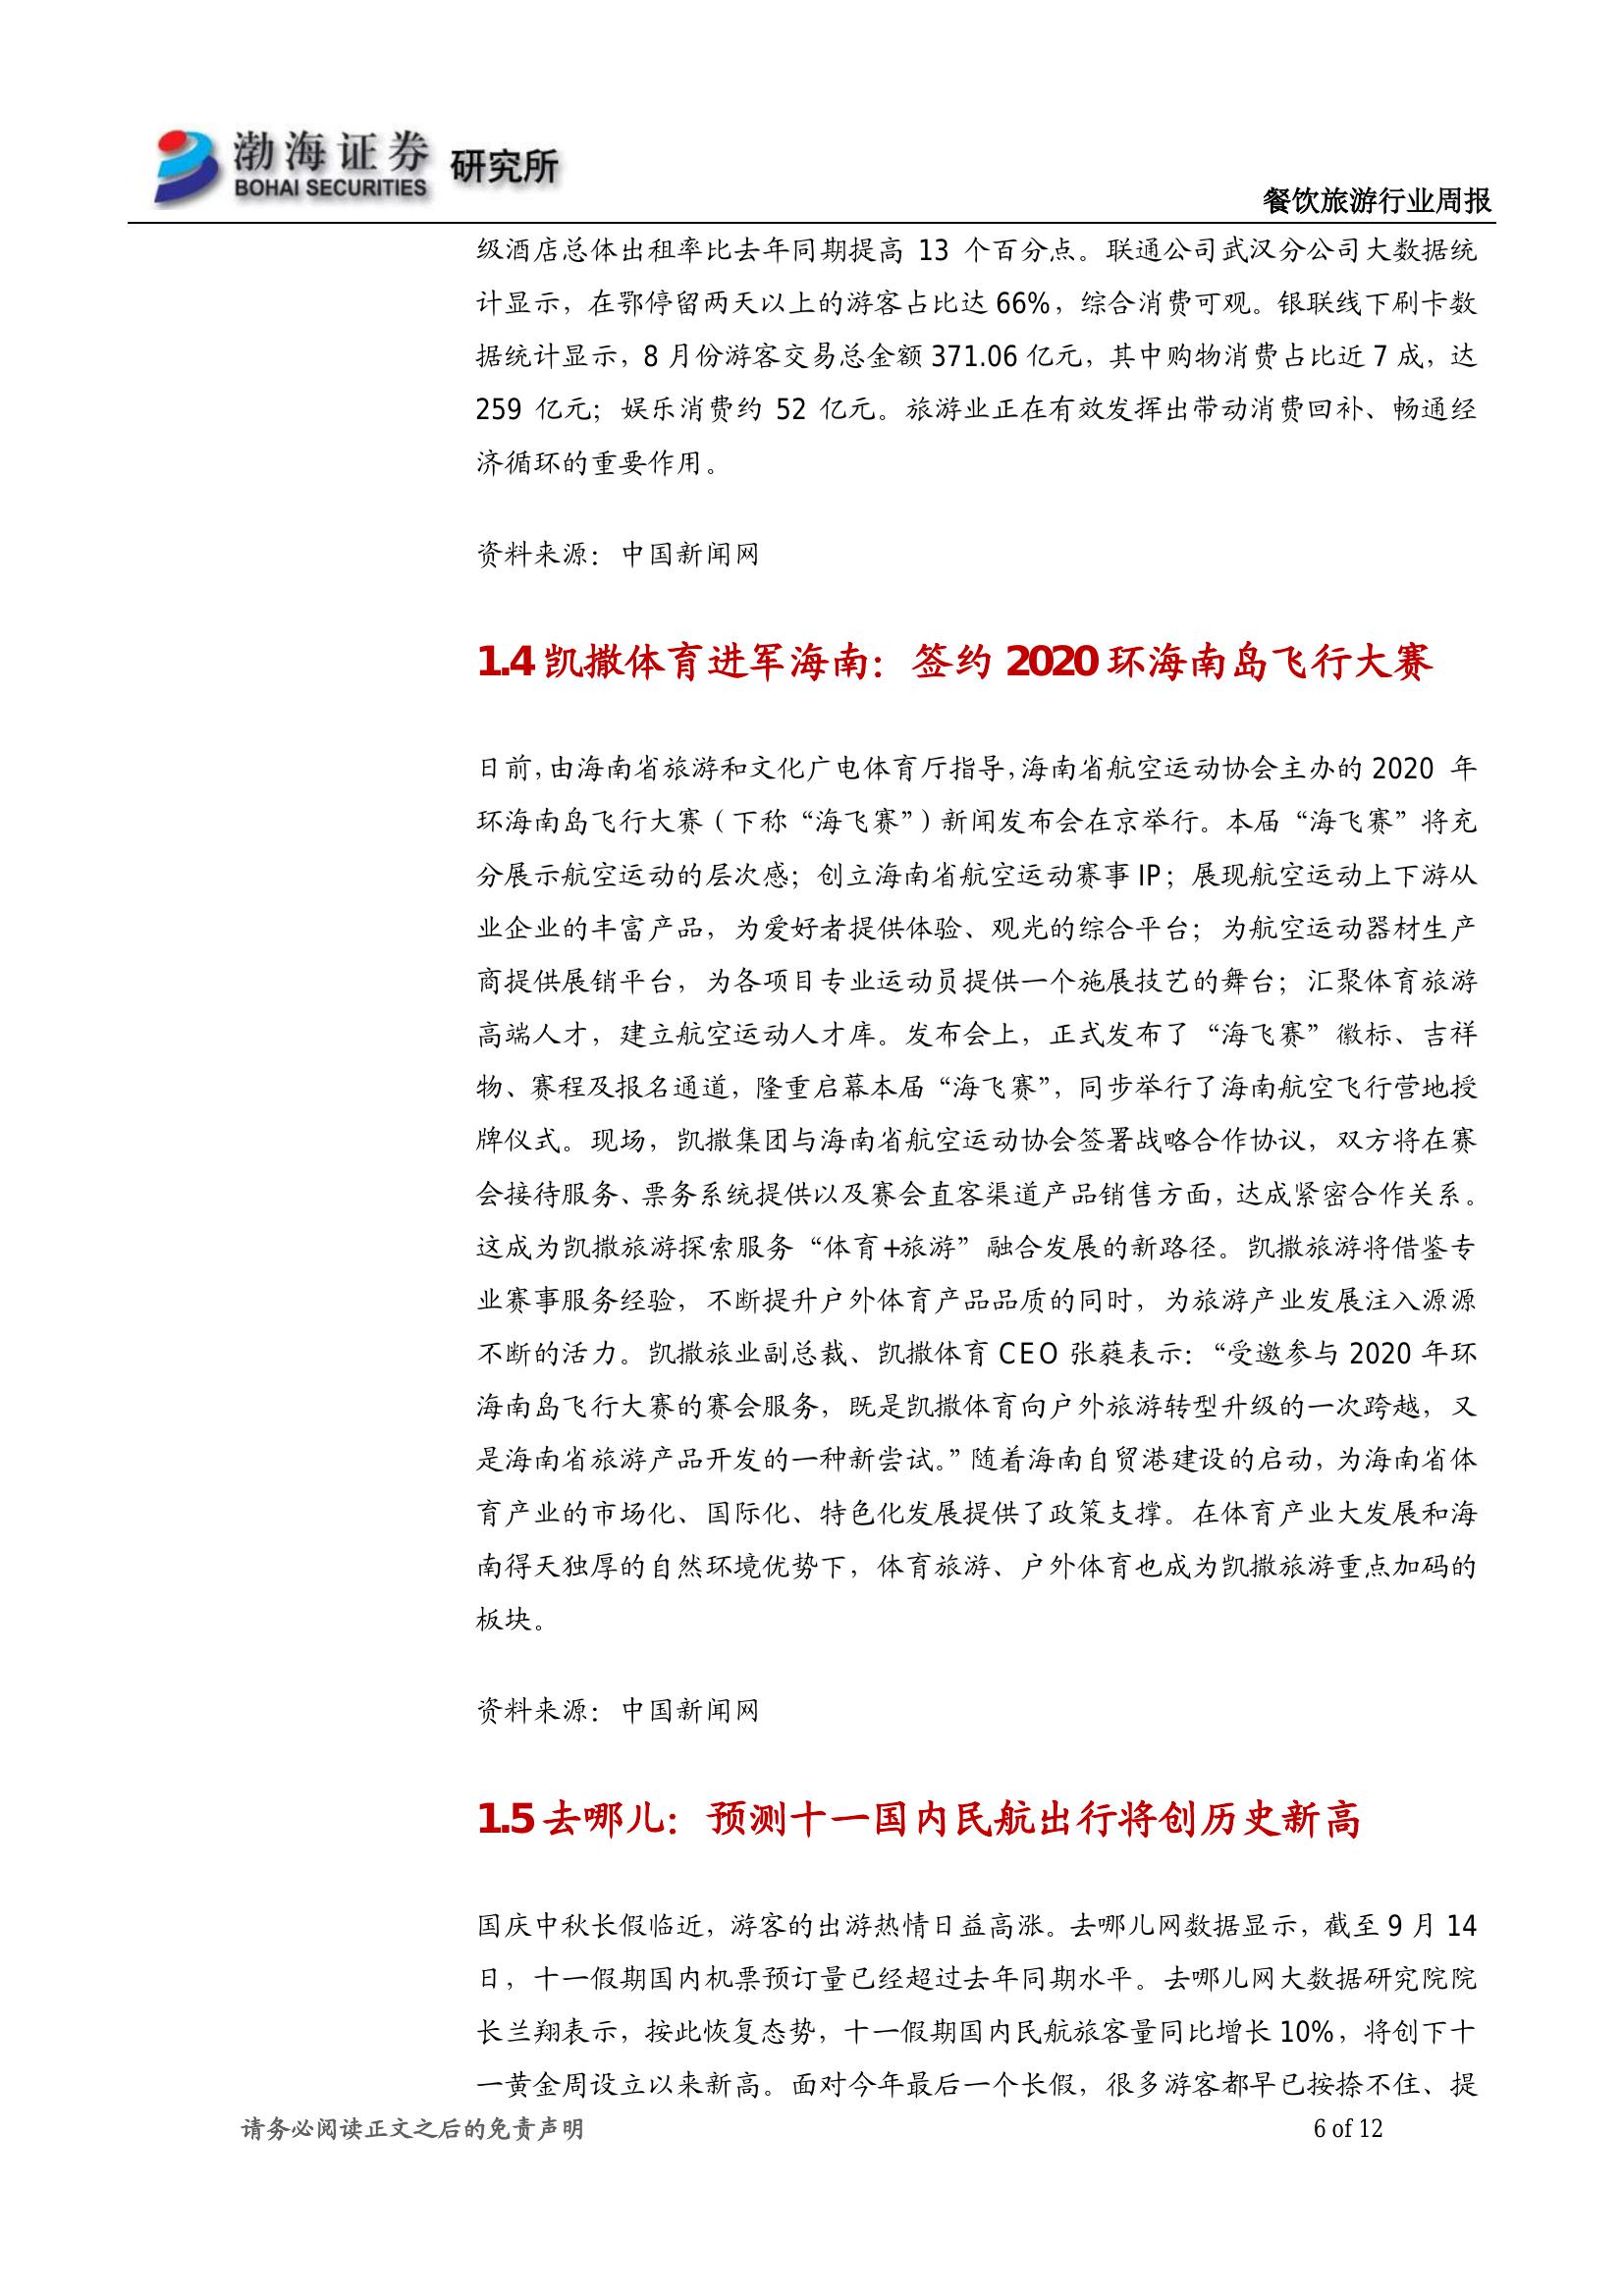 渤海证券 研究所
BOHAI SECURITIES
餐饮旅游行业周报
级酒店总体出租率比去年同期提高 13 个百分点。联通公司武汉分公司大数据统
计显示，在鄂停留两天以上的游客占比达 66%，综合消费可观。银联线下刷卡数
据统计显示，8 月份游客交易总金额 371.06 亿元，其中购物消费占比近 7 成，达
259 亿元；娱乐消费约 52 亿元。旅游业正在有效发挥出带动消费回补、畅通经
济循环的重要作用。
资料来源：中国新闻网
1.4 凯撒体育进军海南：签约 2020 环海南岛飞行大赛
日前，由海南省旅游和文化广电体育厅指导，海南省航空运动协会主办的 2020 年
环海南岛飞行大赛（下称“海飞赛”）新闻发布会在京举行。本届“海飞赛”将充
分展示航空运动的层次感；创立海南省航空运动赛事 IP；展现航空运动上下游从
业企业的丰富产品，为爱好者提供体验、观光的综合平台；为航空运动器材生产
商提供展销平台，为各项目专业运动员提供一个施展技艺的舞台；汇聚体育旅游
高端人才，建立航空运动人才库。发布会上，正式发布了“海飞赛”徽标、吉祥
物、赛程及报名通道，隆重启幕本届“海飞赛”，同步举行了海南航空飞行营地授
牌仪式。现场，凯撒集团与海南省航空运动协会签署战略合作协议，双方将在赛
会接待服务、票务系统提供以及赛会直客渠道产品销售方面，达成紧密合作关系。
这成为凯撒旅游探索服务“体育+旅游”融合发展的新路径。凯撒旅游将借鉴专
业赛事服务经验，不断提升户外体育产品品质的同时，为旅游产业发展注入源源
不断的活力。凯撒旅业副总裁、凯撒体育 CEO 张蕤表示：“受邀参与 2020 年环
海南岛飞行大赛的赛会服务，既是凯撒体育向户外旅游转型升级的一次跨越，又
是海南省旅游产品开发的一种新尝试。”随着海南自贸港建设的启动，为海南省体
育产业的市场化、国际化、特色化发展提供了政策支撑。在体育产业大发展和海
南得天独厚的自然环境优势下，体育旅游、户外体育也成为凯撒旅游重点加码的
板块。
资料来源：中国新闻网
1.5 去哪儿：预测十一国内民航出行将创历史新高
国庆中秋长假临近，游客的出游热情日益高涨。去哪儿网数据显示，截至 9 月 14
日，十一假期国内机票预订量已经超过去年同期水平。去哪儿网大数据研究院院
长兰翔表示，按此恢复态势，十一假期国内民航旅客量同比增长 10%，将创下十
一黄金周设立以来新高。面对今年最后一个长假，很多游客都早已按捺不住、提
请务必阅读正文之后的免责声明
6 of 12